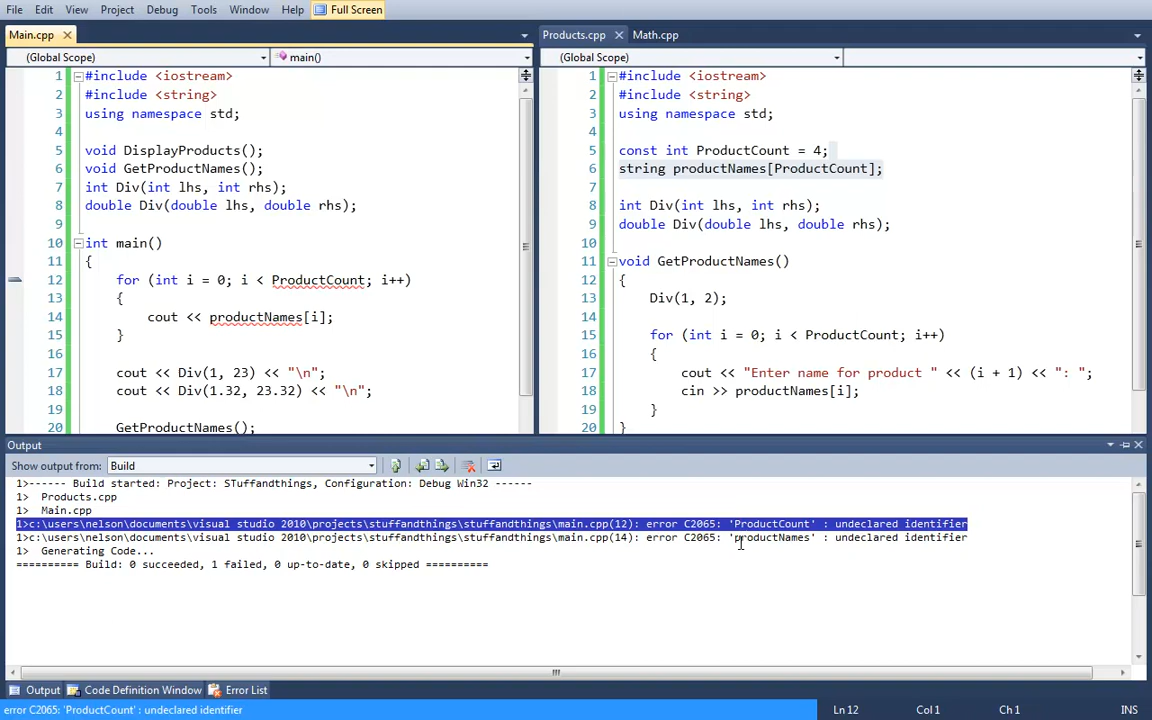 File Edit View Project Debug Tools Window Help Full Screen
Main.cpp
(Global Scope) main()
1 #include <iostream>
2 #include <string>
3 using namespace std;
4
5 void DisplayProducts();
6 void GetProductNames();
7 int Div(int lhs, int rhs);
8 double Div(double lhs, double rhs);
9
10 int main()
11 {
12 for (int i = 0; i < ProductCount; i++)
13 {
14 cout << productNames[i];
15 }
16
17 cout << Div(1, 23) << "\n";
18 cout << Div(1.32, 23.32) << "\n";
19
20 GetProductNames();
Products.cpp Math.cpp
(Global Scope)
1 #include <iostream>
2 #include <string>
3 using namespace std;
4
5 const int ProductCount = 4;
6 string productNames[ProductCount];
7
8 int Div(int lhs, int rhs);
9 double Div(double lhs, double rhs);
10
11 void GetProductNames()
12 {
13 Div(1, 2);
14
15 for (int i = 0; i < ProductCount; i++)
16 {
17 cout << "Enter name for product " << (i + 1) << ": ";
18 cin >> productNames[i];
19 }
20 }
Output
Show output from: Build
1>------ Build started: Project: STuffandthings, Configuration: Debug Win32 ------
1> Products.cpp
1> Main.cpp
1>c:\users\nelson\documents\visual studio 2010\projects\stuffandthings\stuffandthings\main.cpp(12): error C2065: 'ProductCount' : undeclared identifier
1>c:\users\nelson\documents\visual studio 2010\projects\stuffandthings\stuffandthings\main.cpp(14): error C2065: 'productNames' : undeclared identifier
1> Generating Code...
========== Build: 0 succeeded, 1 failed, 0 up-to-date, 0 skipped ==========
Output Code Definition Window Error List
error C2065: 'ProductCount' : undeclared identifier Ln 12 Col 1 Ch 1 INS